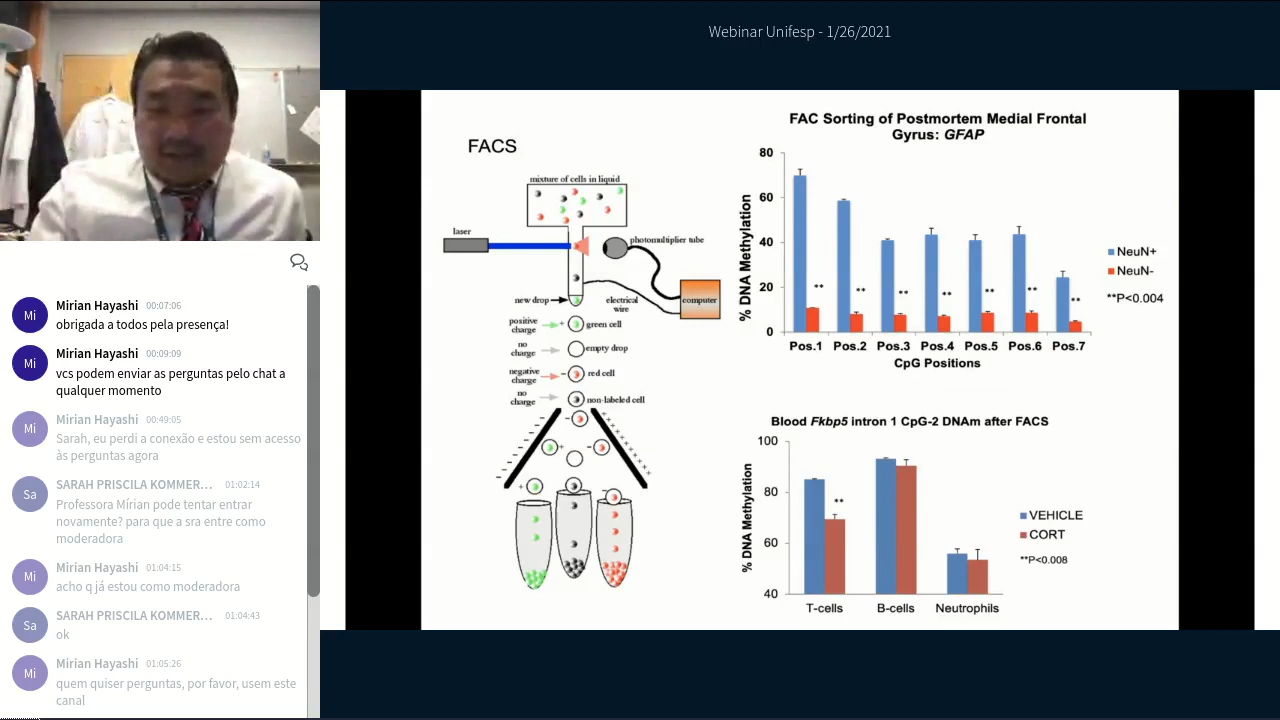 Webinar Unifesp - 1/26/2021
Mi
Mirian Hayashi 00:07:06
obrigada a todos pela presença!
Mi
Mirian Hayashi 00:09:09
vcs podem enviar as perguntas pelo chat a
qualquer momento
Mi
Mirian Hayashi 00:49:05
Sarah, eu perdi a conexão e estou sem acesso
às perguntas agora
Sa
SARAH PRISCILA KOMMER... 01:02:14
Professora Mírian pode tentar entrar
novamente? para que a sra entre como
moderadora
Mi
Mirian Hayashi 01:04:15
acho q já estou como moderadora
Sa
SARAH PRISCILA KOMMER... 01:04:43
ok
Mi
Mirian Hayashi 01:05:26
quem quiser perguntas, por favor, usem este
canal
FACS
mixture of cells in liquid
laser
photomultiplier tube
computer
new drop
electrical
wire
positive
charge
+
green cell
no
charge
empty drop
negative
charge
-
red cell
no
charge
non-labeled cell
FAC Sorting of Postmortem Medial Frontal
Gyrus: GFAP
% DNA Methylation
80
60
40
20
0
** ** ** ** ** ** **
Pos.1 Pos.2 Pos.3 Pos.4 Pos.5 Pos.6 Pos.7
CpG Positions
NeuN+
NeuN-
**P<0.004
Blood Fkbp5 intron 1 CpG-2 DNAm after FACS
% DNA Methylation
100
80
60
40
**
T-cells B-cells Neutrophils
VEHICLE
CORT
**P<0.008